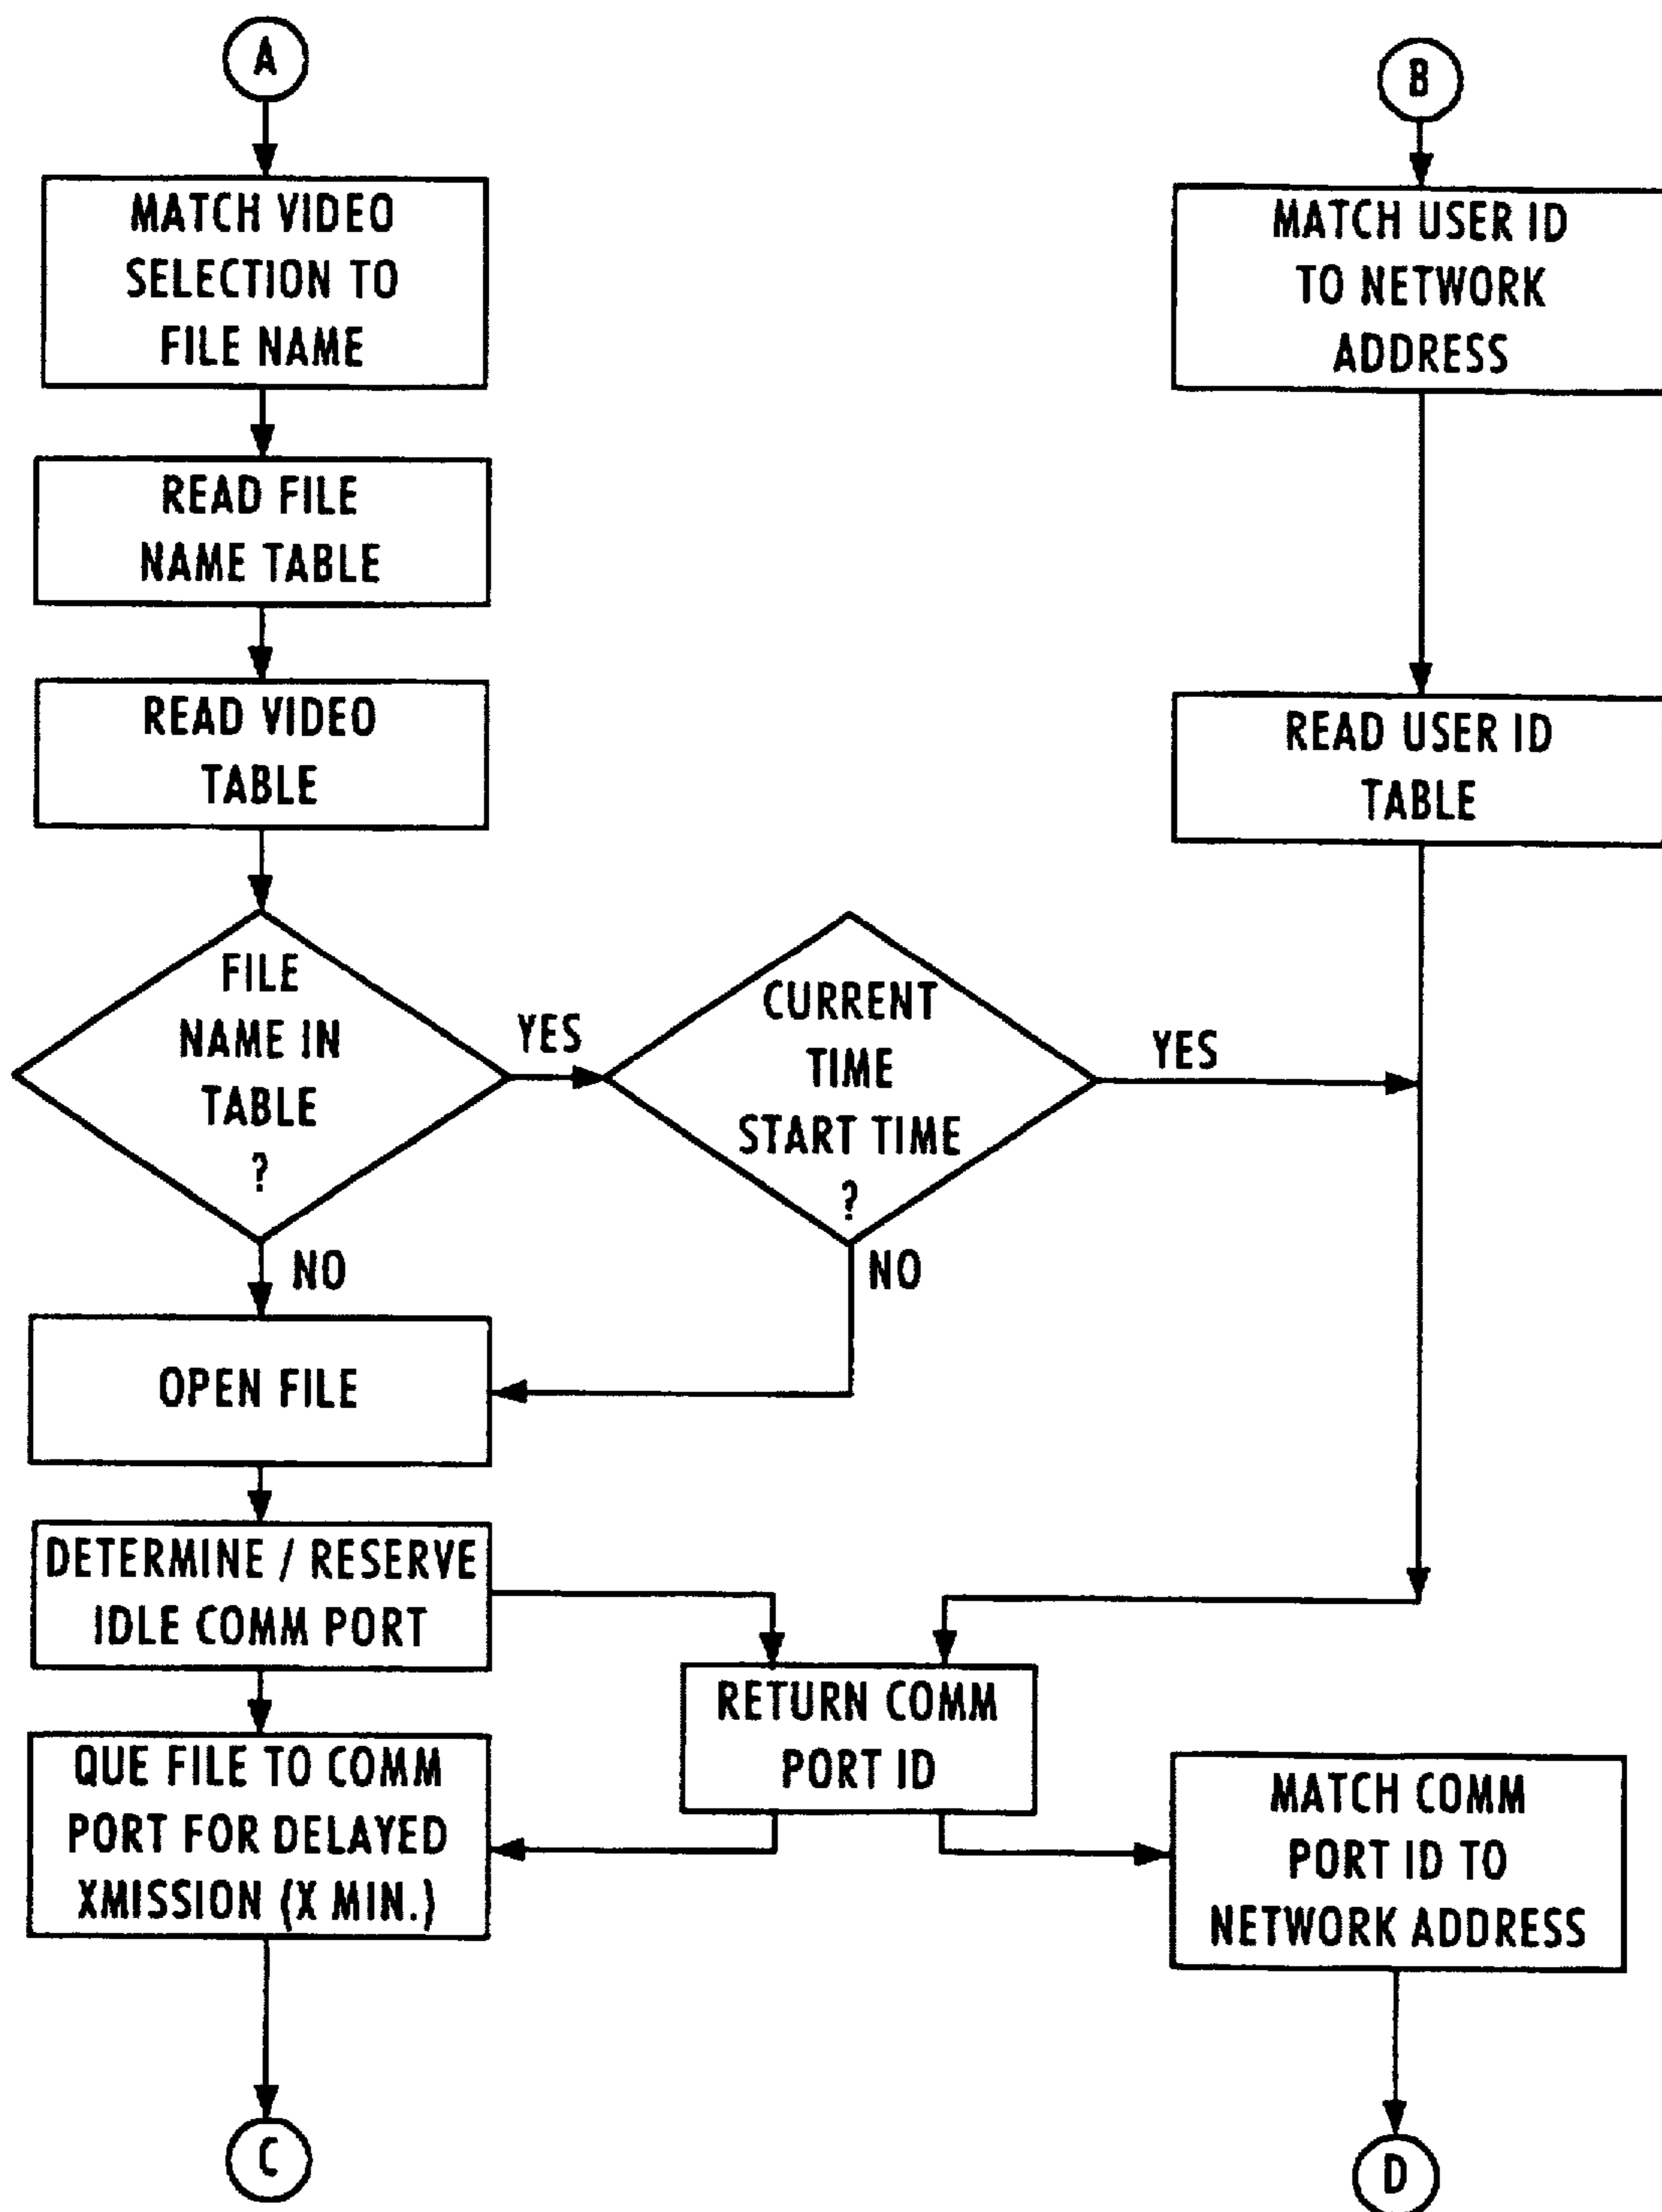 A
B
MATCH VIDEO
SELECTION TO
FILE NAME
MATCH USER ID
TO NETWORK
ADDRESS
READ FILE
NAME TABLE
READ VIDEO
TABLE
READ USER ID
TABLE
FILE
NAME IN
TABLE
?
YES
CURRENT
TIME
START TIME
?
YES
NO
NO
OPEN FILE
DETERMINE / RESERVE
IDLE COMM PORT
RETURN COMM
PORT ID
QUE FILE TO COMM
PORT FOR DELAYED
XMISSION (X MIN.)
MATCH COMM
PORT ID TO
NETWORK ADDRESS
C
D